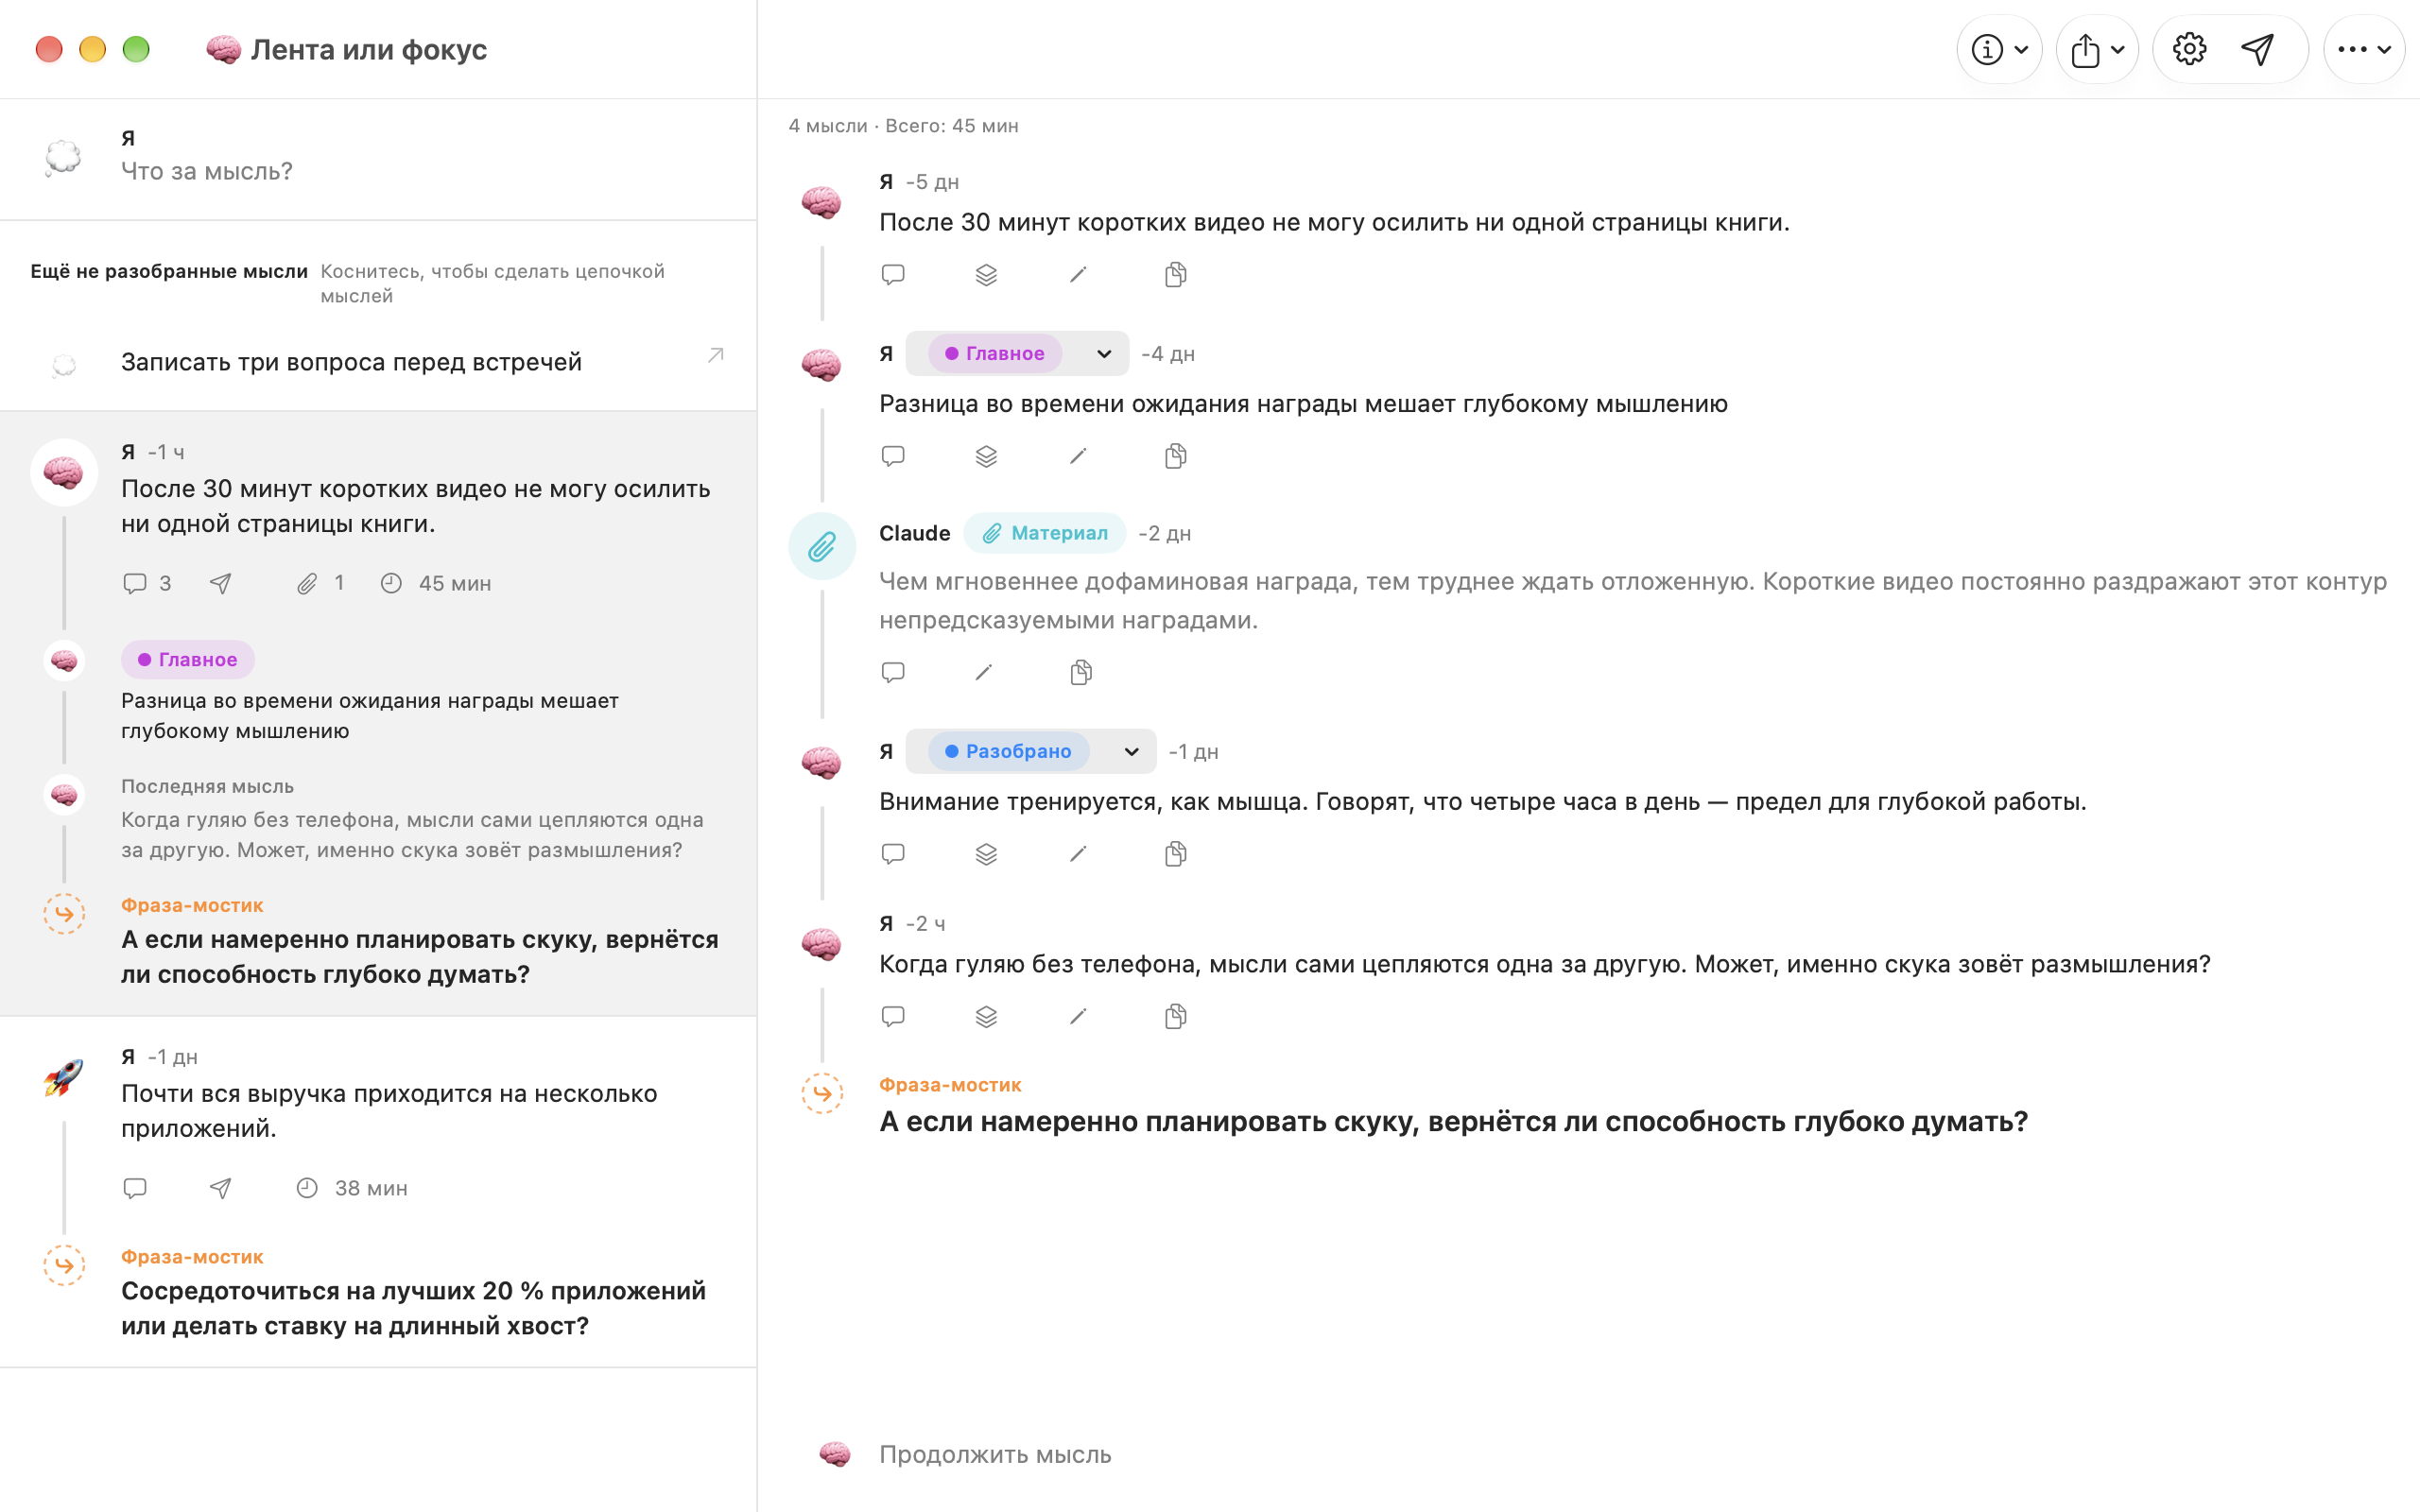 Лента или фокус
Я
Что за мысль?
Ещё не разобранные мысли
Коснитесь, чтобы сделать цепочкой
мыслей
Записать три вопроса перед встречей
Я -1 ч
После 30 минут коротких видео не могу осилить
ни одной страницы книги.
3 1 45 мин
Главное
Разница во времени ожидания награды мешает
глубокому мышлению
Последняя мысль
Когда гуляю без телефона, мысли сами цепляются одна
за другую. Может, именно скука зовёт размышления?
Фраза-мостик
А если намеренно планировать скуку, вернётся
ли способность глубоко думать?
Я -1 дн
Почти вся выручка приходится на несколько
приложений.
38 мин
Фраза-мостик
Сосредоточиться на лучших 20 % приложений
или делать ставку на длинный хвост?
4 мысли · Всего: 45 мин
Я -5 дн
После 30 минут коротких видео не могу осилить ни одной страницы книги.
Я Главное -4 дн
Разница во времени ожидания награды мешает глубокому мышлению
Claude Материал -2 дн
Чем мгновеннее дофаминовая награда, тем труднее ждать отложенную. Короткие видео постоянно раздражают этот контур
непредсказуемыми наградами.
Я Разобрано -1 дн
Внимание тренируется, как мышца. Говорят, что четыре часа в день — предел для глубокой работы.
Я -2 ч
Когда гуляю без телефона, мысли сами цепляются одна за другую. Может, именно скука зовёт размышления?
Фраза-мостик
А если намеренно планировать скуку, вернётся ли способность глубоко думать?
Продолжить мысль